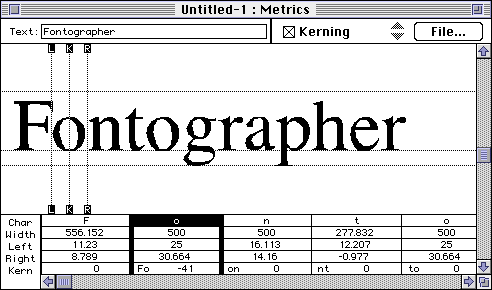 Untitled-1 : Metrics
Text: Fontographer
Kerning
File...
L K R
Fontographer
L K R
Char F o n t o
Width 556.152 500 500 277.832 500
Left 11.23 25 16.113 12.207 25
Right 8.789 30.664 14.16 -0.977 30.664
Kern 0 Fo -41 on 0 nt 0 to 0